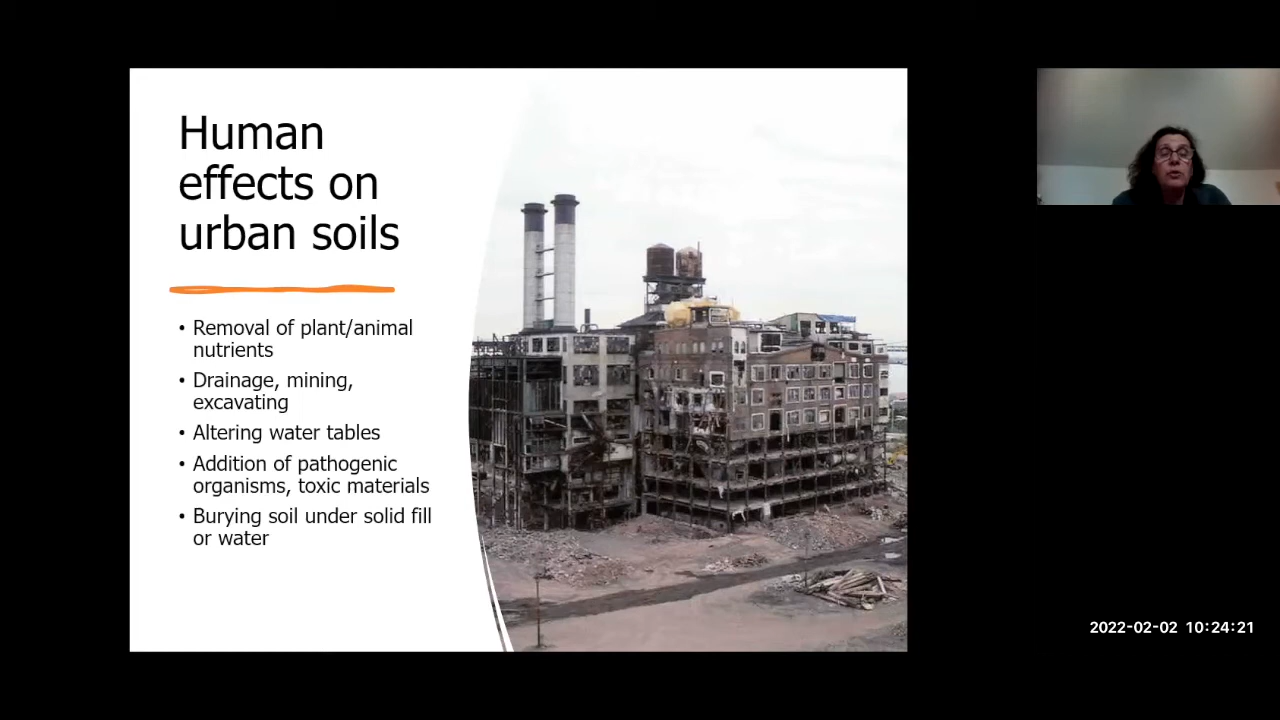 Human
effects on
urban soils
• Removal of plant/animal
nutrients
• Drainage, mining,
excavating
• Altering water tables
• Addition of pathogenic
organisms, toxic materials
• Burying soil under solid fill
or water
2022-02-02 10:24:21